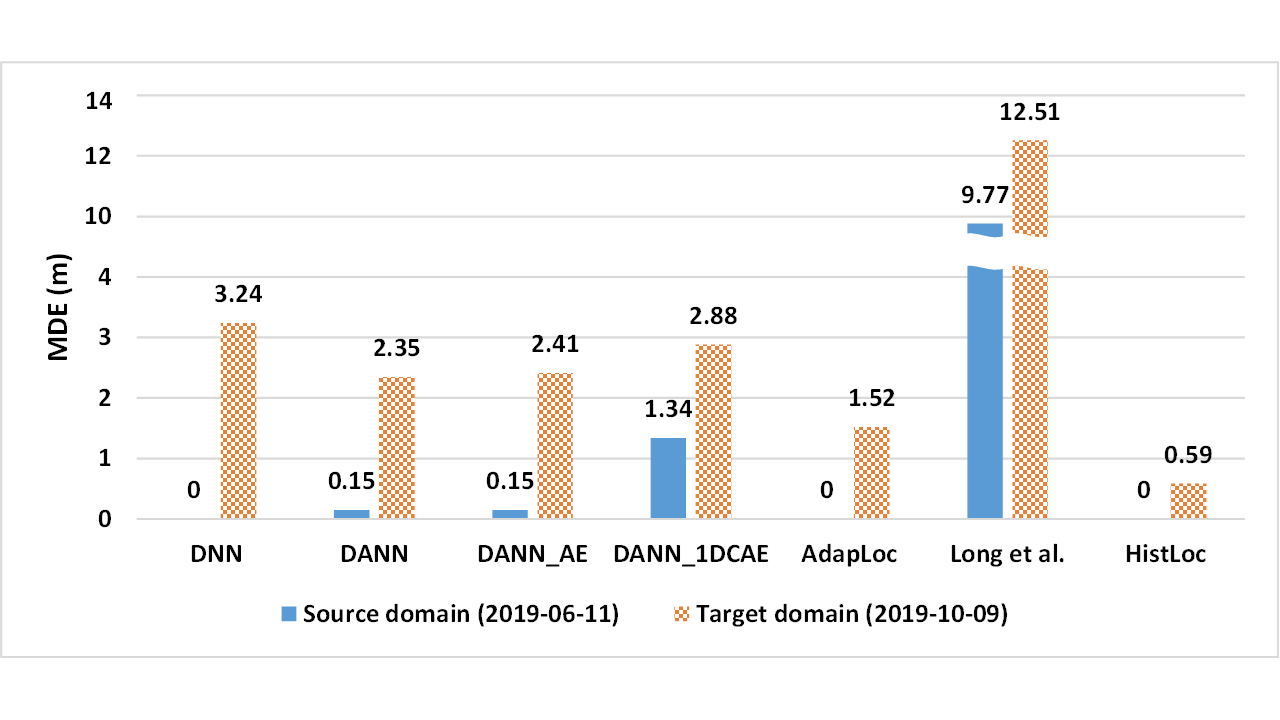 14
12
10
4
3
2
1
0
MDE (m)
0
3.24
0.15
2.35
0.15
2.41
1.34
2.88
0
1.52
9.77
12.51
0
0.59
DNN
DANN
DANN_AE
DANN_1DCAE
AdapLoc
Long et al.
HistLoc
Source domain (2019-06-11)
Target domain (2019-10-09)